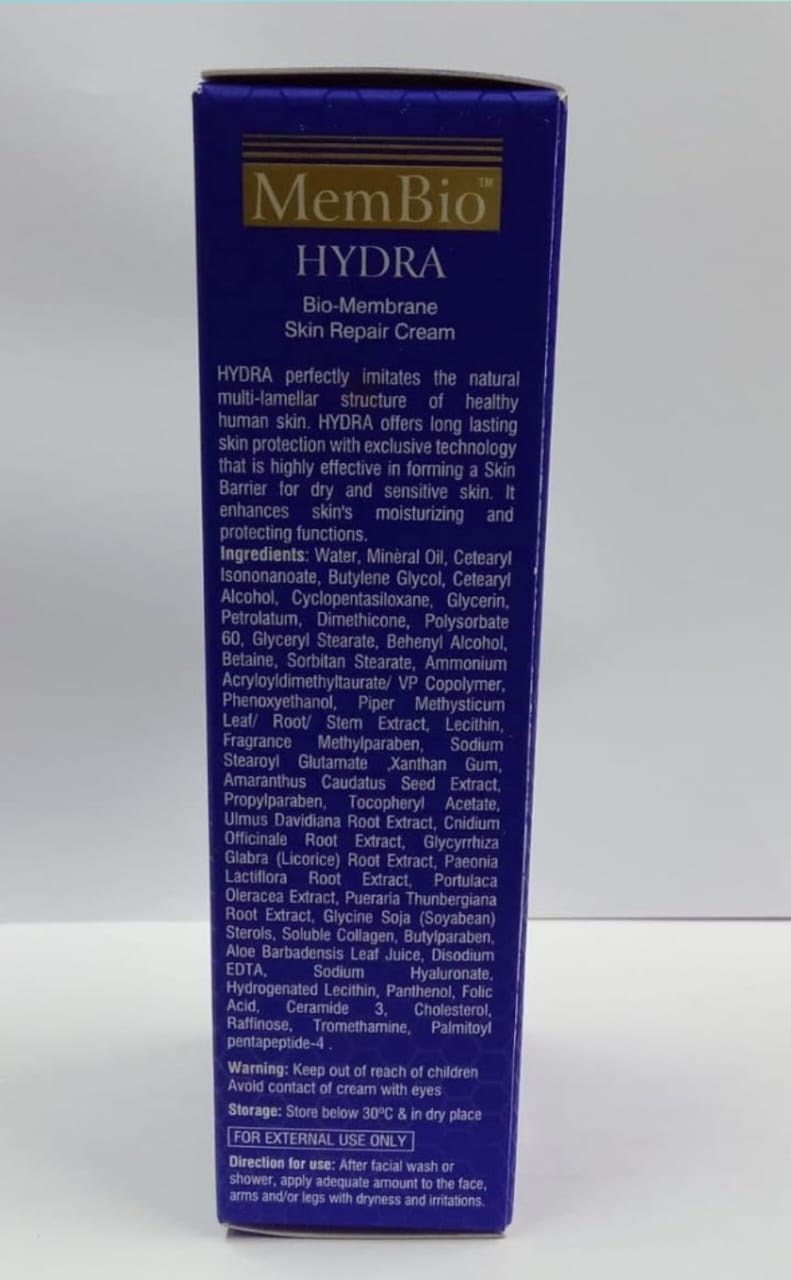 MemBio™
HYDRA
Bio-Membrane
Skin Repair Cream
HYDRA perfectly imitates the natural
multi-lamellar structure of healthy
human skin. HYDRA offers long lasting
skin protection with exclusive technology
that is highly effective in forming a Skin
Barrier for dry and sensitive skin. It
enhances skin's moisturizing and
protecting functions.
Ingredients: Water, Mineral Oil, Cetearyl
Isononanoate, Butylene Glycol, Cetearyl
Alcohol, Cyclopentasiloxane, Glycerin,
Petrolatum, Dimethicone, Polysorbate
60, Glyceryl Stearate, Behenyl Alcohol,
Betaine, Sorbitan Stearate, Ammonium
Acryloyldimethyltaurate/ VP Copolymer,
Phenoxyethanol, Piper Methysticum
Leaf/ Root/ Stem Extract, Lecithin,
Fragrance Methylparaben, Sodium
Stearoyl Glutamate ,Xanthan Gum,
Amaranthus Caudatus Seed Extract,
Propylparaben, Tocopheryl Acetate,
Ulmus Davidiana Root Extract, Cnidium
Officinale Root Extract, Glycyrrhiza
Glabra (Licorice) Root Extract, Paeonia
Lactiflora Root Extract, Portulaca
Oleracea Extract, Pueraria Thunbergiana
Root Extract, Glycine Soja (Soyabean)
Sterols, Soluble Collagen, Butylparaben,
Aloe Barbadensis Leaf Juice, Disodium
EDTA, Sodium Hyaluronate,
Hydrogenated Lecithin, Panthenol, Folic
Acid, Ceramide 3, Cholesterol,
Raffinose, Tromethamine, Palmitoyl
pentapeptide-4 .
Warning: Keep out of reach of children
Avoid contact of cream with eyes
Storage: Store below 30ºC & in dry place
FOR EXTERNAL USE ONLY
Direction for use: After facial wash or
shower, apply adequate amount to the face,
arms and/or legs with dryness and irritations.